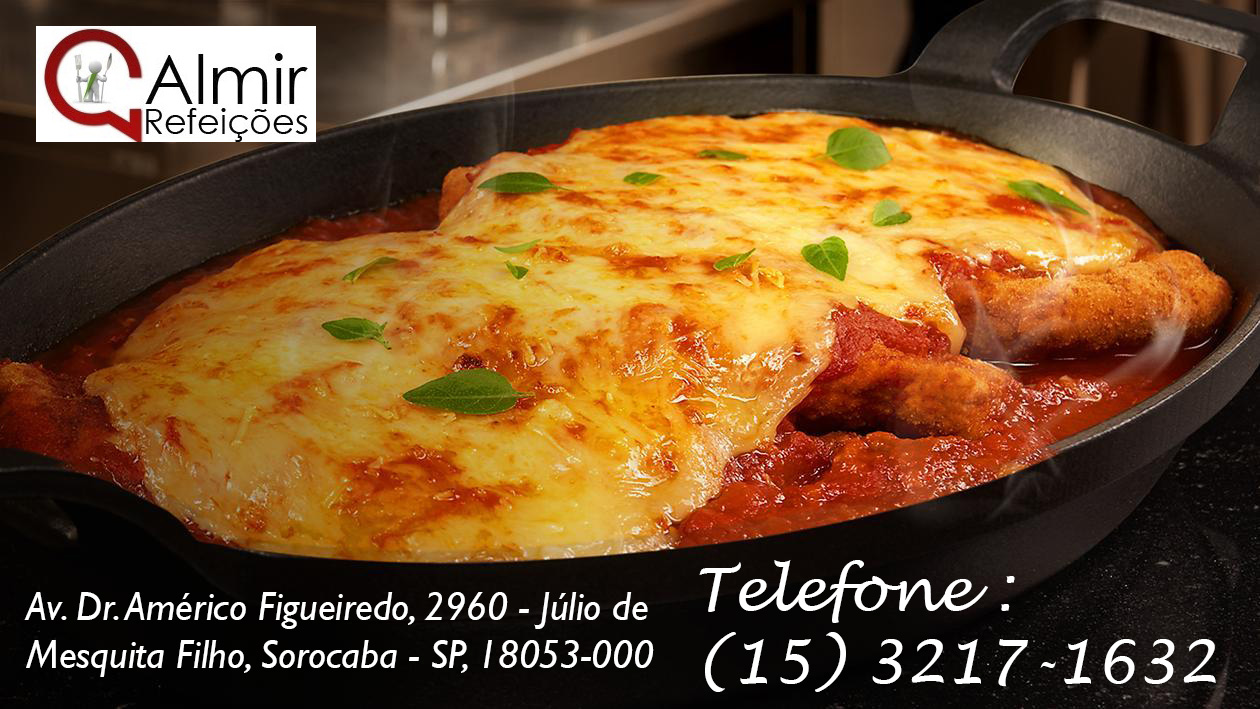 Almir
Refeições
Av. Dr. Américo Figueiredo, 2960 - Júlio de
Mesquita Filho, Sorocaba - SP, 18053-000
Telefone :
(15) 3217-1632